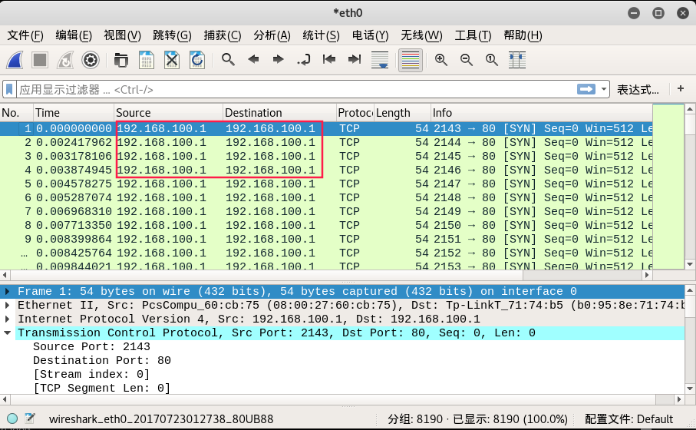 *eth0
文件(F) 编辑(E) 视图(V) 跳转(G) 捕获(C) 分析(A) 统计(S) 电话(Y) 无线(W) 工具(T) 帮助(H)
应用显示过滤器 ... <Ctrl-/> 表达式… +
No. Time Source Destination Protoco Length Info
1 0.000000000 192.168.100.1 192.168.100.1 TCP 54 2143 → 80 [SYN] Seq=0 Win=512 Le
2 0.002417962 192.168.100.1 192.168.100.1 TCP 54 2144 → 80 [SYN] Seq=0 Win=512 Le
3 0.003178106 192.168.100.1 192.168.100.1 TCP 54 2145 → 80 [SYN] Seq=0 Win=512 Le
4 0.003874945 192.168.100.1 192.168.100.1 TCP 54 2146 → 80 [SYN] Seq=0 Win=512 Le
5 0.004578275 192.168.100.1 192.168.100.1 TCP 54 2147 → 80 [SYN] Seq=0 Win=512 Le
6 0.005287074 192.168.100.1 192.168.100.1 TCP 54 2148 → 80 [SYN] Seq=0 Win=512 Le
7 0.006968310 192.168.100.1 192.168.100.1 TCP 54 2149 → 80 [SYN] Seq=0 Win=512 Le
8 0.007713350 192.168.100.1 192.168.100.1 TCP 54 2150 → 80 [SYN] Seq=0 Win=512 Le
9 0.008399864 192.168.100.1 192.168.100.1 TCP 54 2151 → 80 [SYN] Seq=0 Win=512 Le
… 0.008425764 192.168.100.1 192.168.100.1 TCP 54 2152 → 80 [SYN] Seq=0 Win=512 Le
… 0.009844021 192.168.100.1 192.168.100.1 TCP 54 2153 → 80 [SYN] Seq=0 Win=512 Le
Frame 1: 54 bytes on wire (432 bits), 54 bytes captured (432 bits) on interface 0
Ethernet II, Src: PcsCompu_60:cb:75 (08:00:27:60:cb:75), Dst: Tp-LinkT_71:74:b5 (b0:95:8e:71:74:b
Internet Protocol Version 4, Src: 192.168.100.1, Dst: 192.168.100.1
Transmission Control Protocol, Src Port: 2143, Dst Port: 80, Seq: 0, Len: 0
Source Port: 2143
Destination Port: 80
[Stream index: 0]
[TCP Segment Len: 0]
wireshark_eth0_20170723012738_80UB88 分组: 8190 · 已显示: 8190 (100.0%) 配置文件: Default